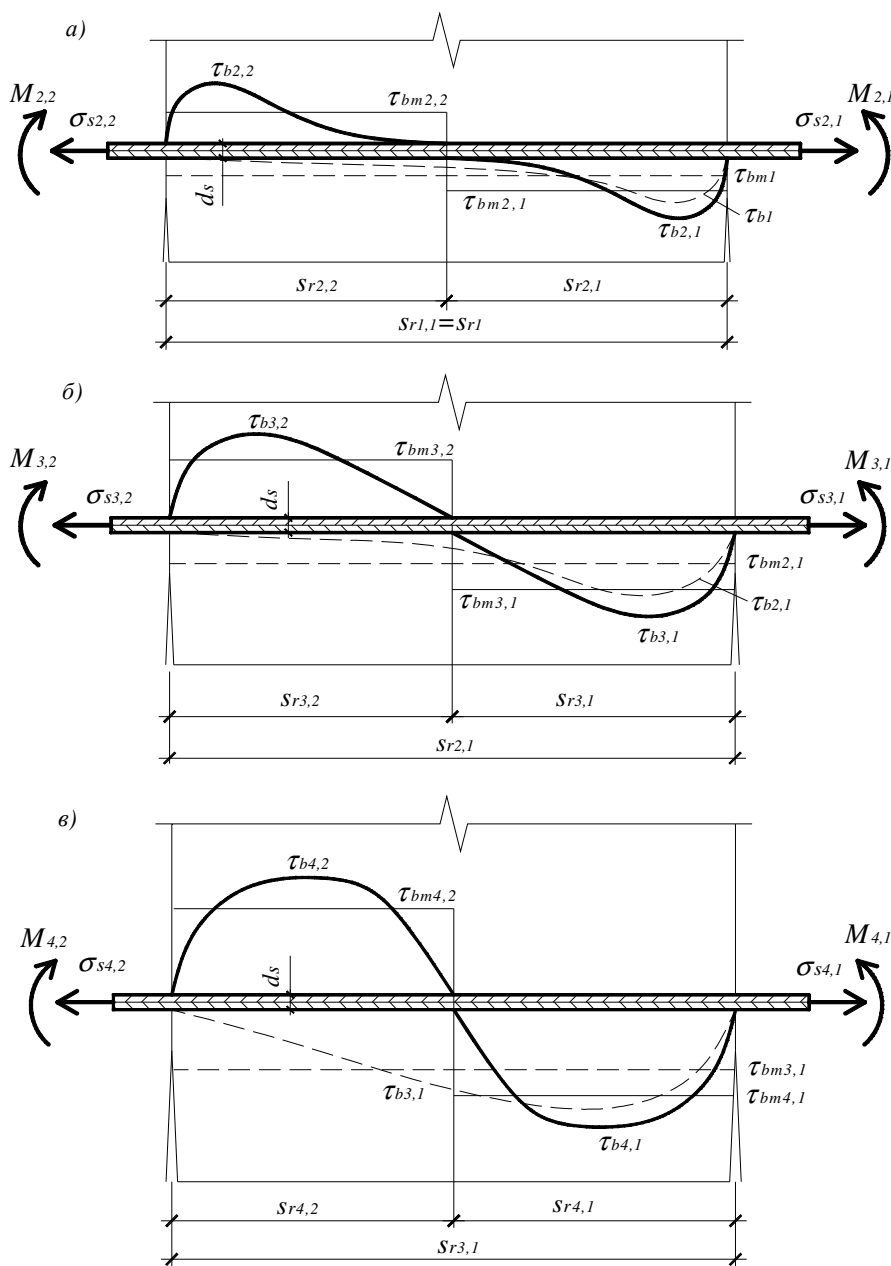 а)
τb2,2
M2,2
M2,1
τbm2,2
σs2,2
σs2,1
ds
τbm1
τbm2,1
τb1
τb2,1
sr2,2
sr2,1
sr1,1=sr1
б)
τb3,2
τbm3,2
M3,2
M3,1
ds
σs3,2
σs3,1
τbm2,1
τbm3,1
τb2,1
τb3,1
sr3,2
sr3,1
sr2,1
в)
τb4,2
τbm4,2
M4,2
M4,1
σs4,2
ds
σs4,1
τbm3,1
τb3,1
τbm4,1
τb4,1
sr4,2
sr4,1
sr3,1